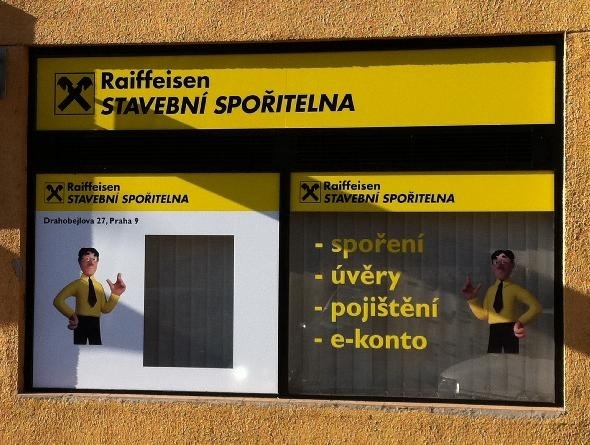 Raiffeisen
STAVEBNÍ SPOŘITELNA
Raiffeisen
STAVEBNÍ SPOŘITELNA
Drahobejlova 27, Praha 9
Raiffeisen
STAVEBNÍ SPOŘITELNA
- spoření
- úvěry
- pojištění
- e-konto